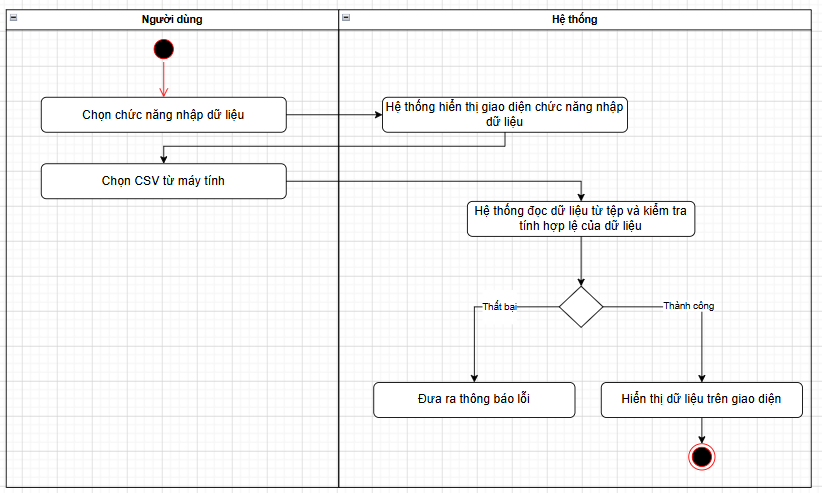 Người dùng
Hệ thống
Chọn chức năng nhập dữ liệu
Hệ thống hiển thị giao diện chức năng nhập
dữ liệu
Chọn CSV từ máy tính
Hệ thống đọc dữ liệu từ tệp và kiểm tra
tính hợp lệ của dữ liệu
Thất bại
Thành công
Đưa ra thông báo lỗi
Hiển thị dữ liệu trên giao diện